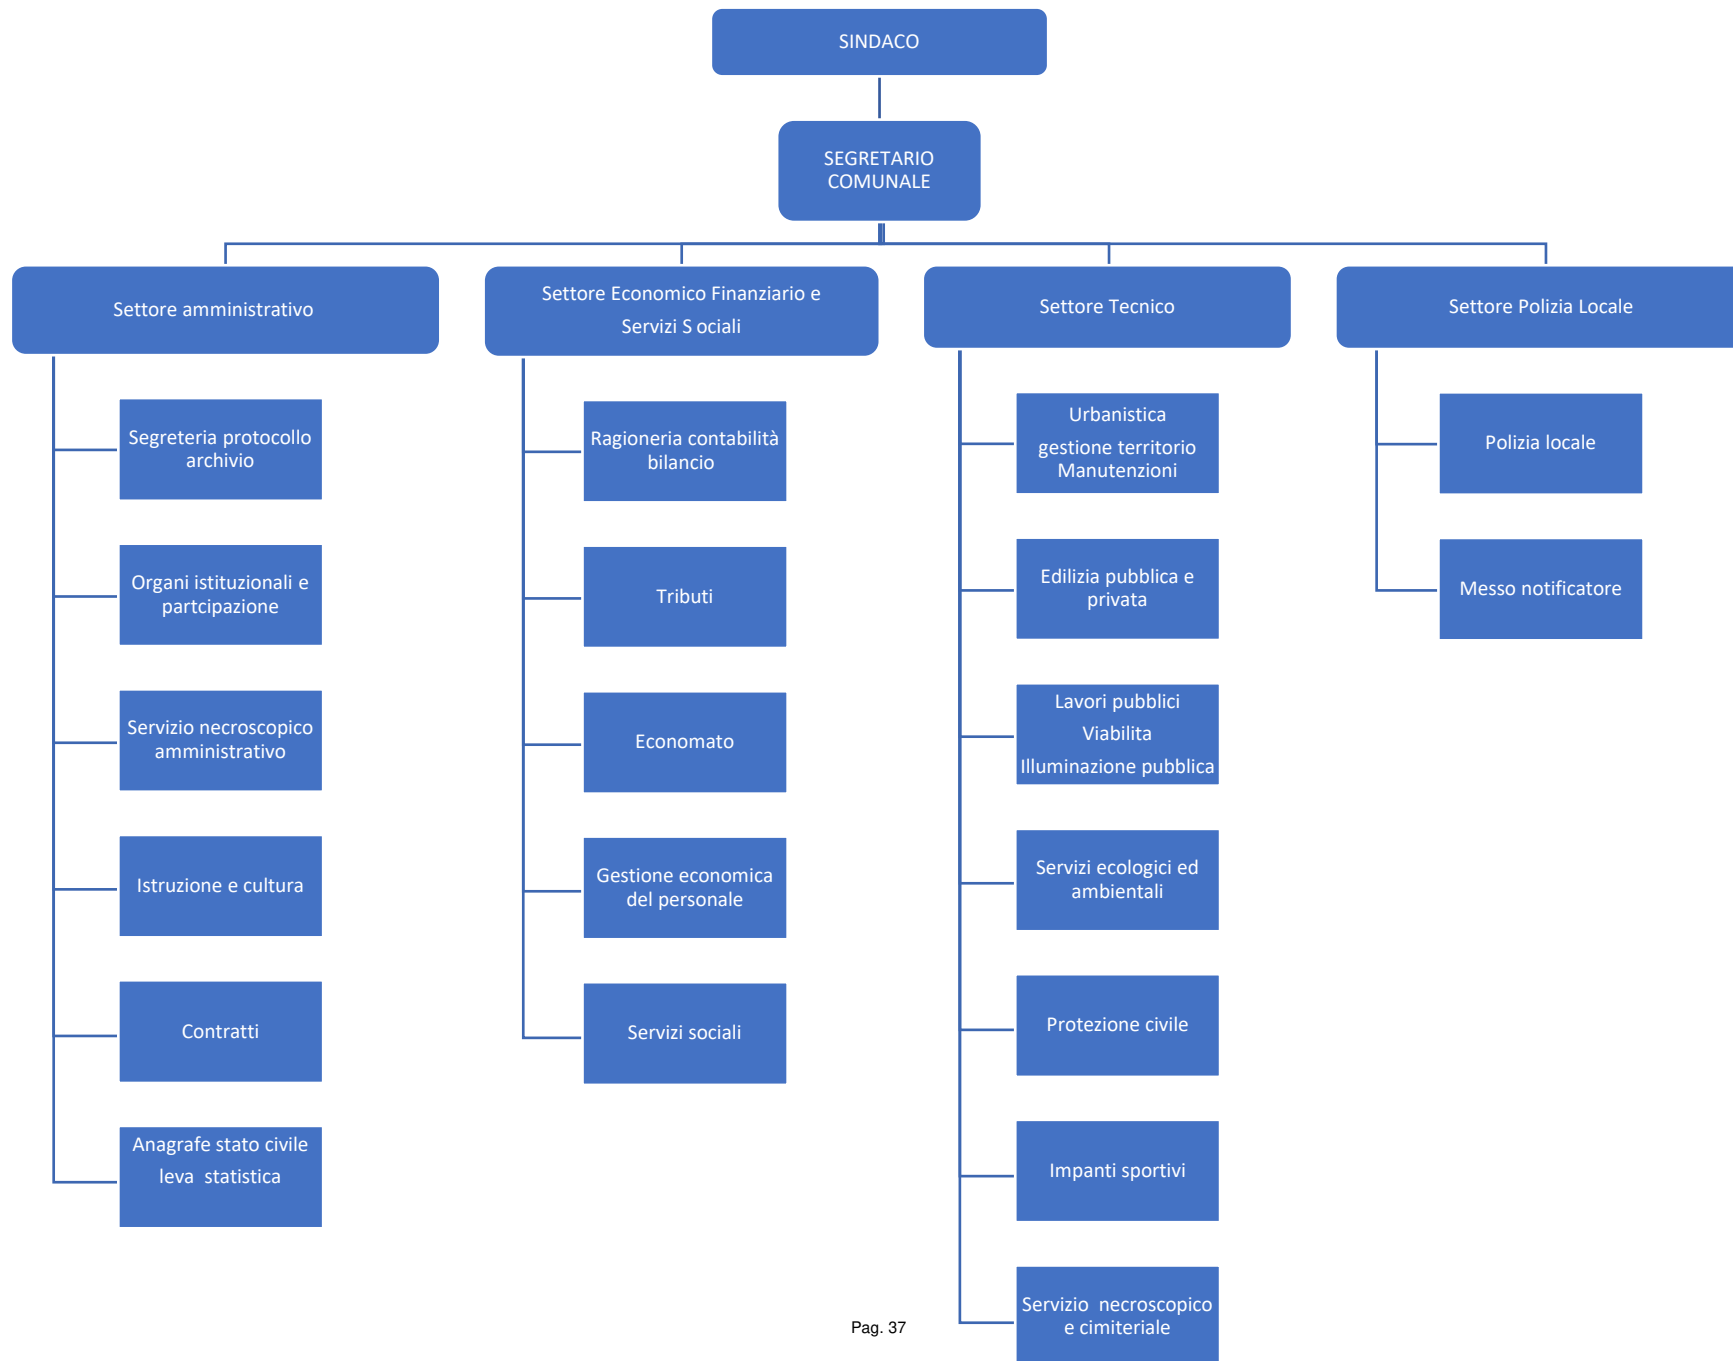 SINDACO
SEGRETARIO
COMUNALE
Settore amministrativo
Segreteria protocollo
archivio
Organi istituzionali e
partcipazione
Servizio necroscopico
amministrativo
Istruzione e cultura
Contratti
Anagrafe stato civile
leva statistica
Settore Economico Finanziario e
Servizi S ociali
Ragioneria contabilità
bilancio
Tributi
Economato
Gestione economica
del personale
Servizi sociali
Settore Tecnico
Urbanistica
gestione territorio
Manutenzioni
Edilizia pubblica e
privata
Lavori pubblici
Viabilita
Illuminazione pubblica
Servizi ecologici ed
ambientali
Protezione civile
Impanti sportivi
Servizio necroscopico
e cimiteriale
Settore Polizia Locale
Polizia locale
Messo notificatore
Pag. 37